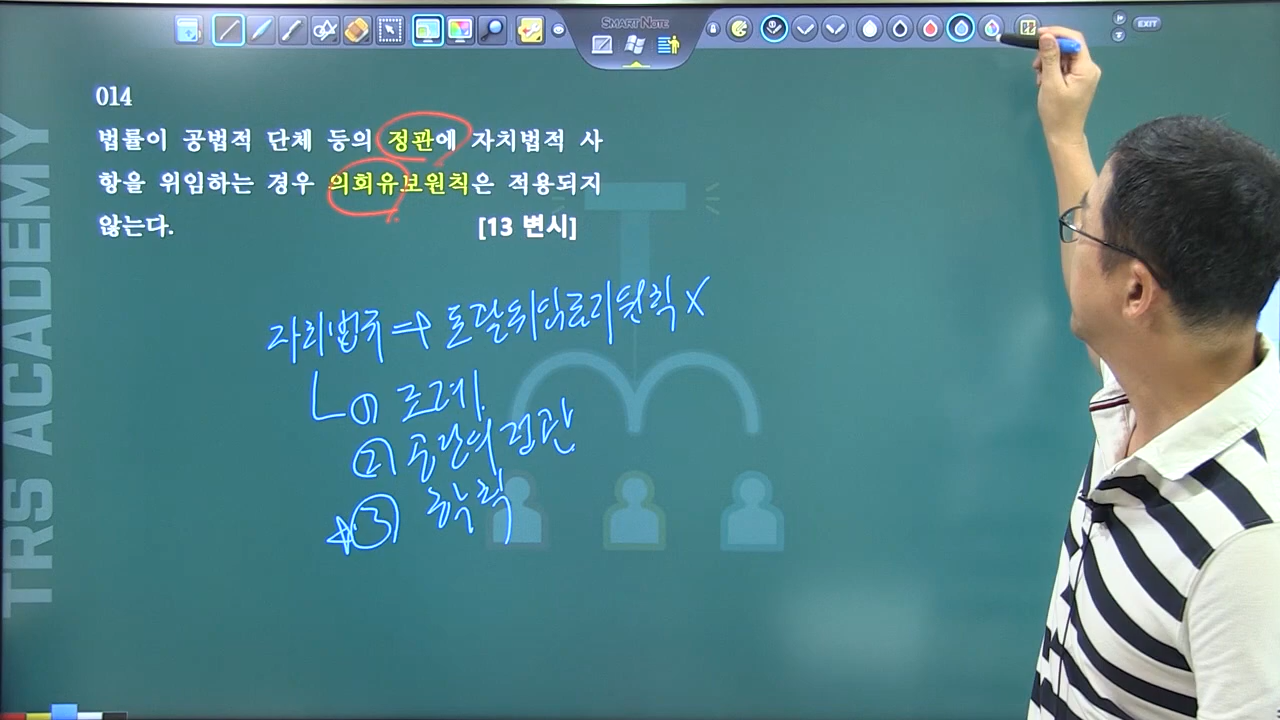 SMART NOTE
EXIT
014
법률이 공법적 단체 등의 정관에 자치법적 사
항을 위임하는 경우 의회유보원칙은 적용되지
않는다. [13 변시]
자치법규 → 포괄위임금지원칙 X
① 조례
② 공단의 정관
③ 학칙
TRS ACADEMY